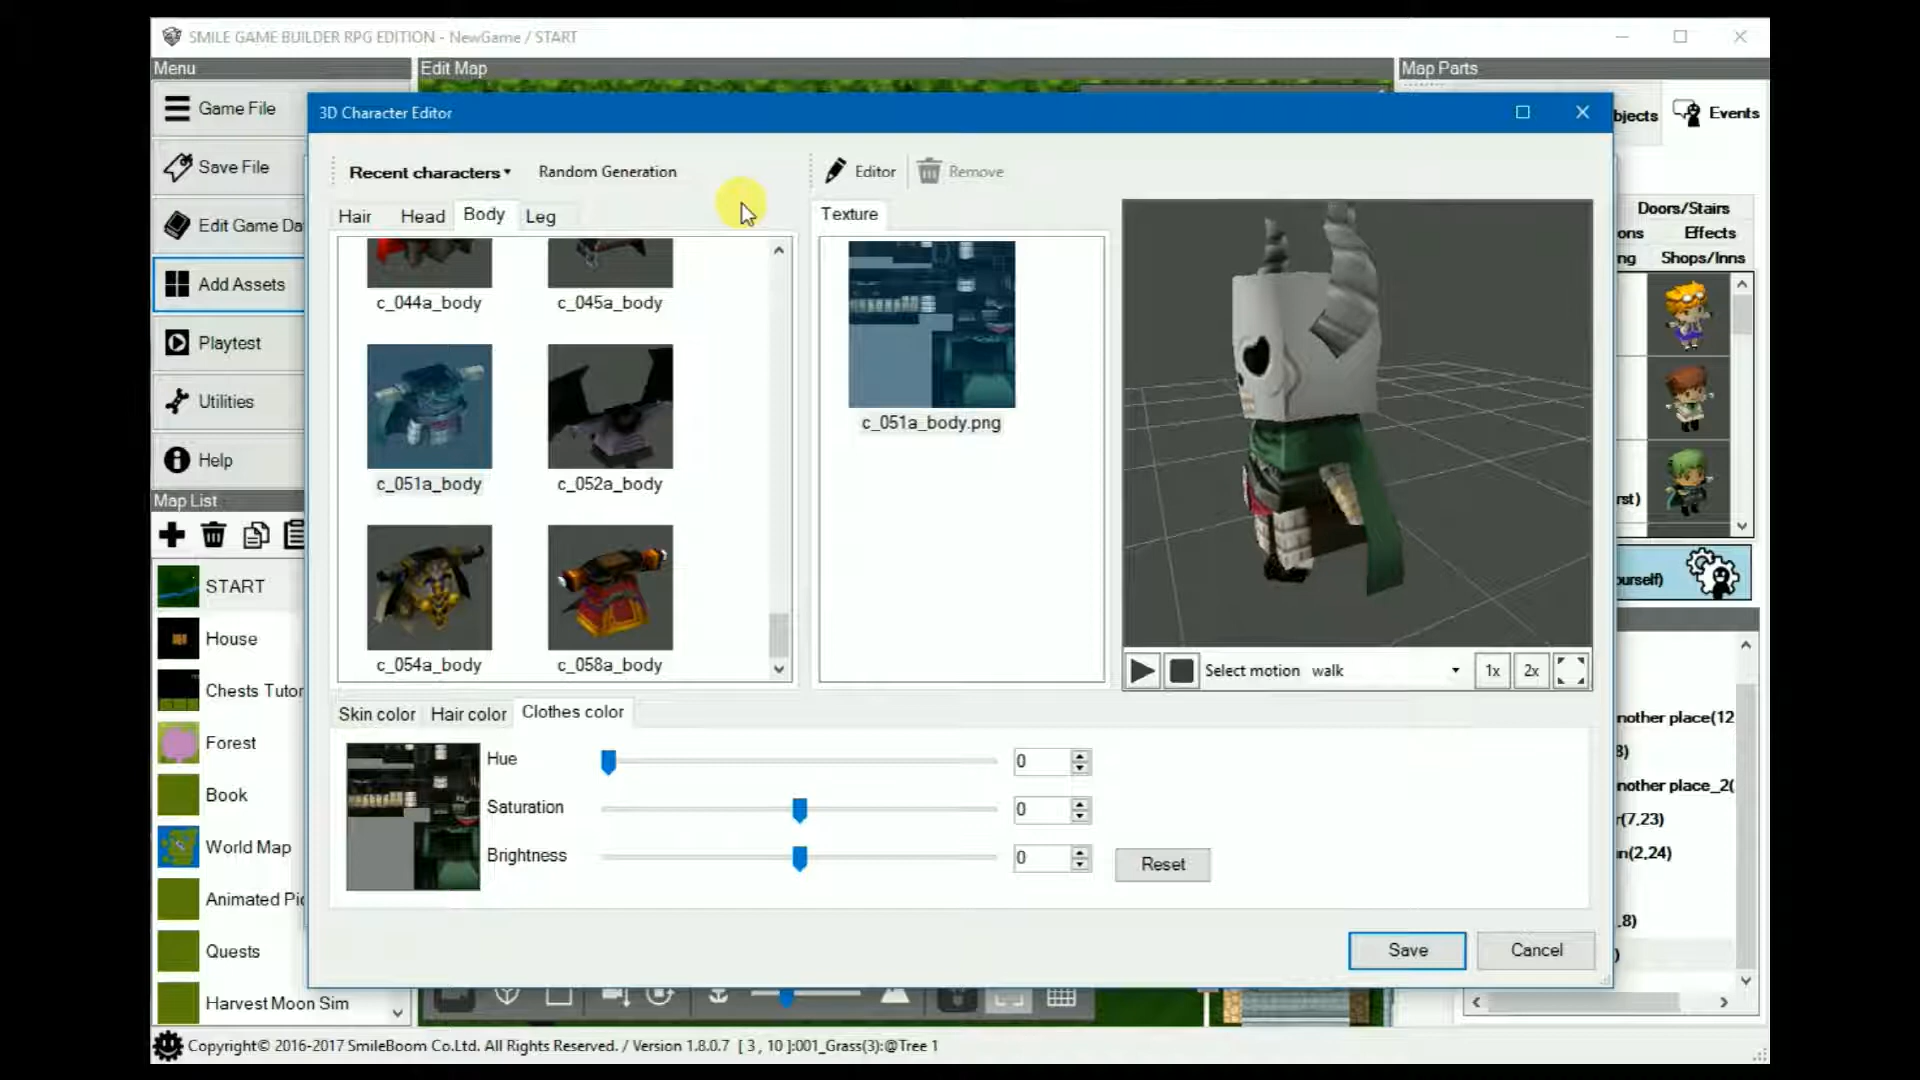 SMILE GAME BUILDER RPG EDITION - NewGame / START
Menu
Edit Map
Map Parts
Game File
Save File
Edit Game Da
Add Assets
Playtest
Utilities
Help
Map List
START
House
Chests Tutor
Forest
Book
World Map
Animated Pic
Quests
Harvest Moon Sim
3D Character Editor
Recent characters
Random Generation
Editor
Remove
Hair
Head
Body
Leg
Texture
c_044a_body
c_045a_body
c_051a_body
c_052a_body
c_054a_body
c_058a_body
c_051a_body.png
Select motion
walk
1x
2x
Skin color
Hair color
Clothes color
Hue
0
Saturation
0
Brightness
0
Reset
Save
Cancel
bjects
Events
Doors/Stairs
ons
Effects
ng
Shops/Inns
rst)
ourself)
nother place(12
8)
nother place_2(
r(7,23)
n(2,24)
,8)
)
Copyright© 2016-2017 SmileBoom Co.Ltd. All Rights Reserved. / Version 1.8.0.7 [ 3 , 10 ]:001_Grass(3):@Tree 1